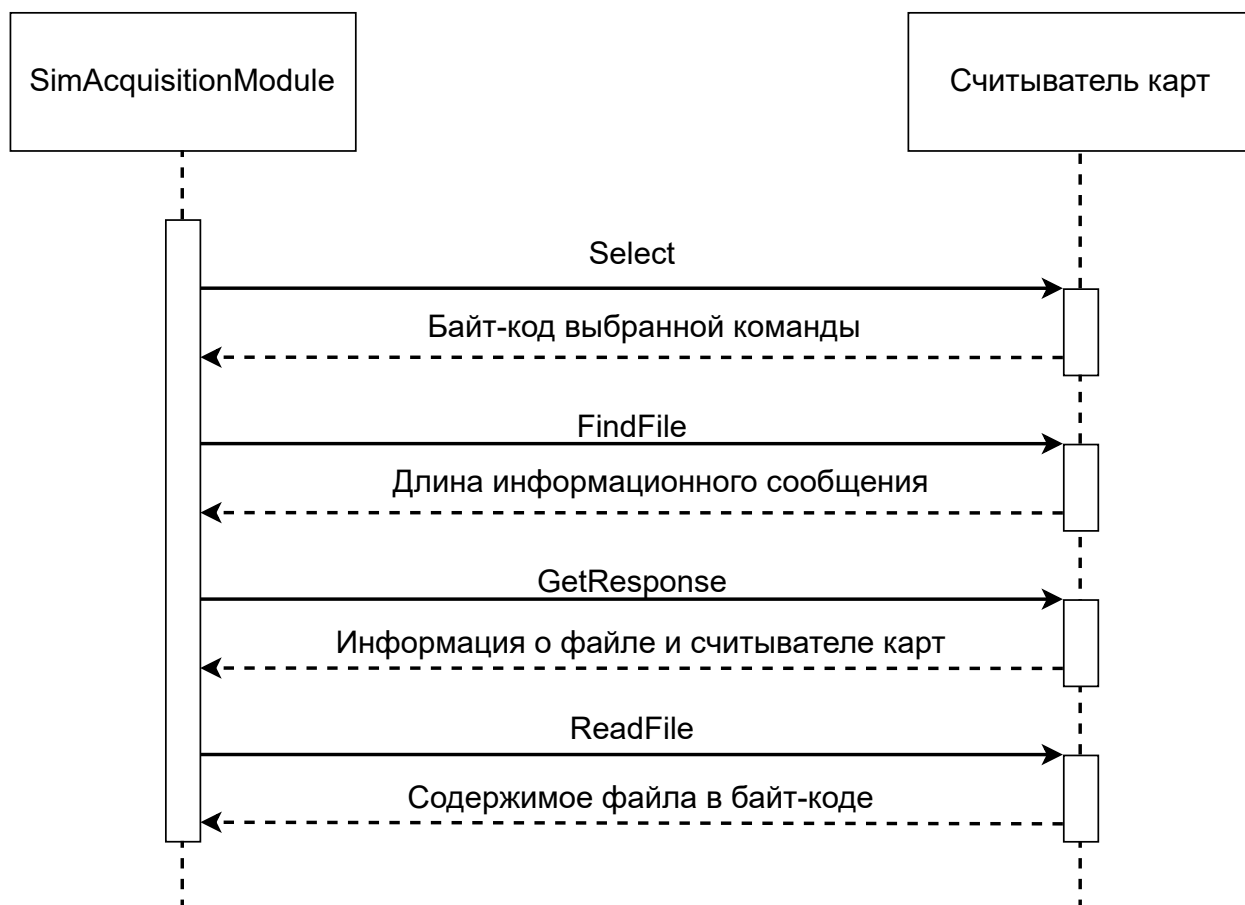 SimAcquisitionModule
Считыватель карт
Select
Байт-код выбранной команды
FindFile
Длина информационного сообщения
GetResponse
Информация о файле и считывателе карт
ReadFile
Содержимое файла в байт-коде